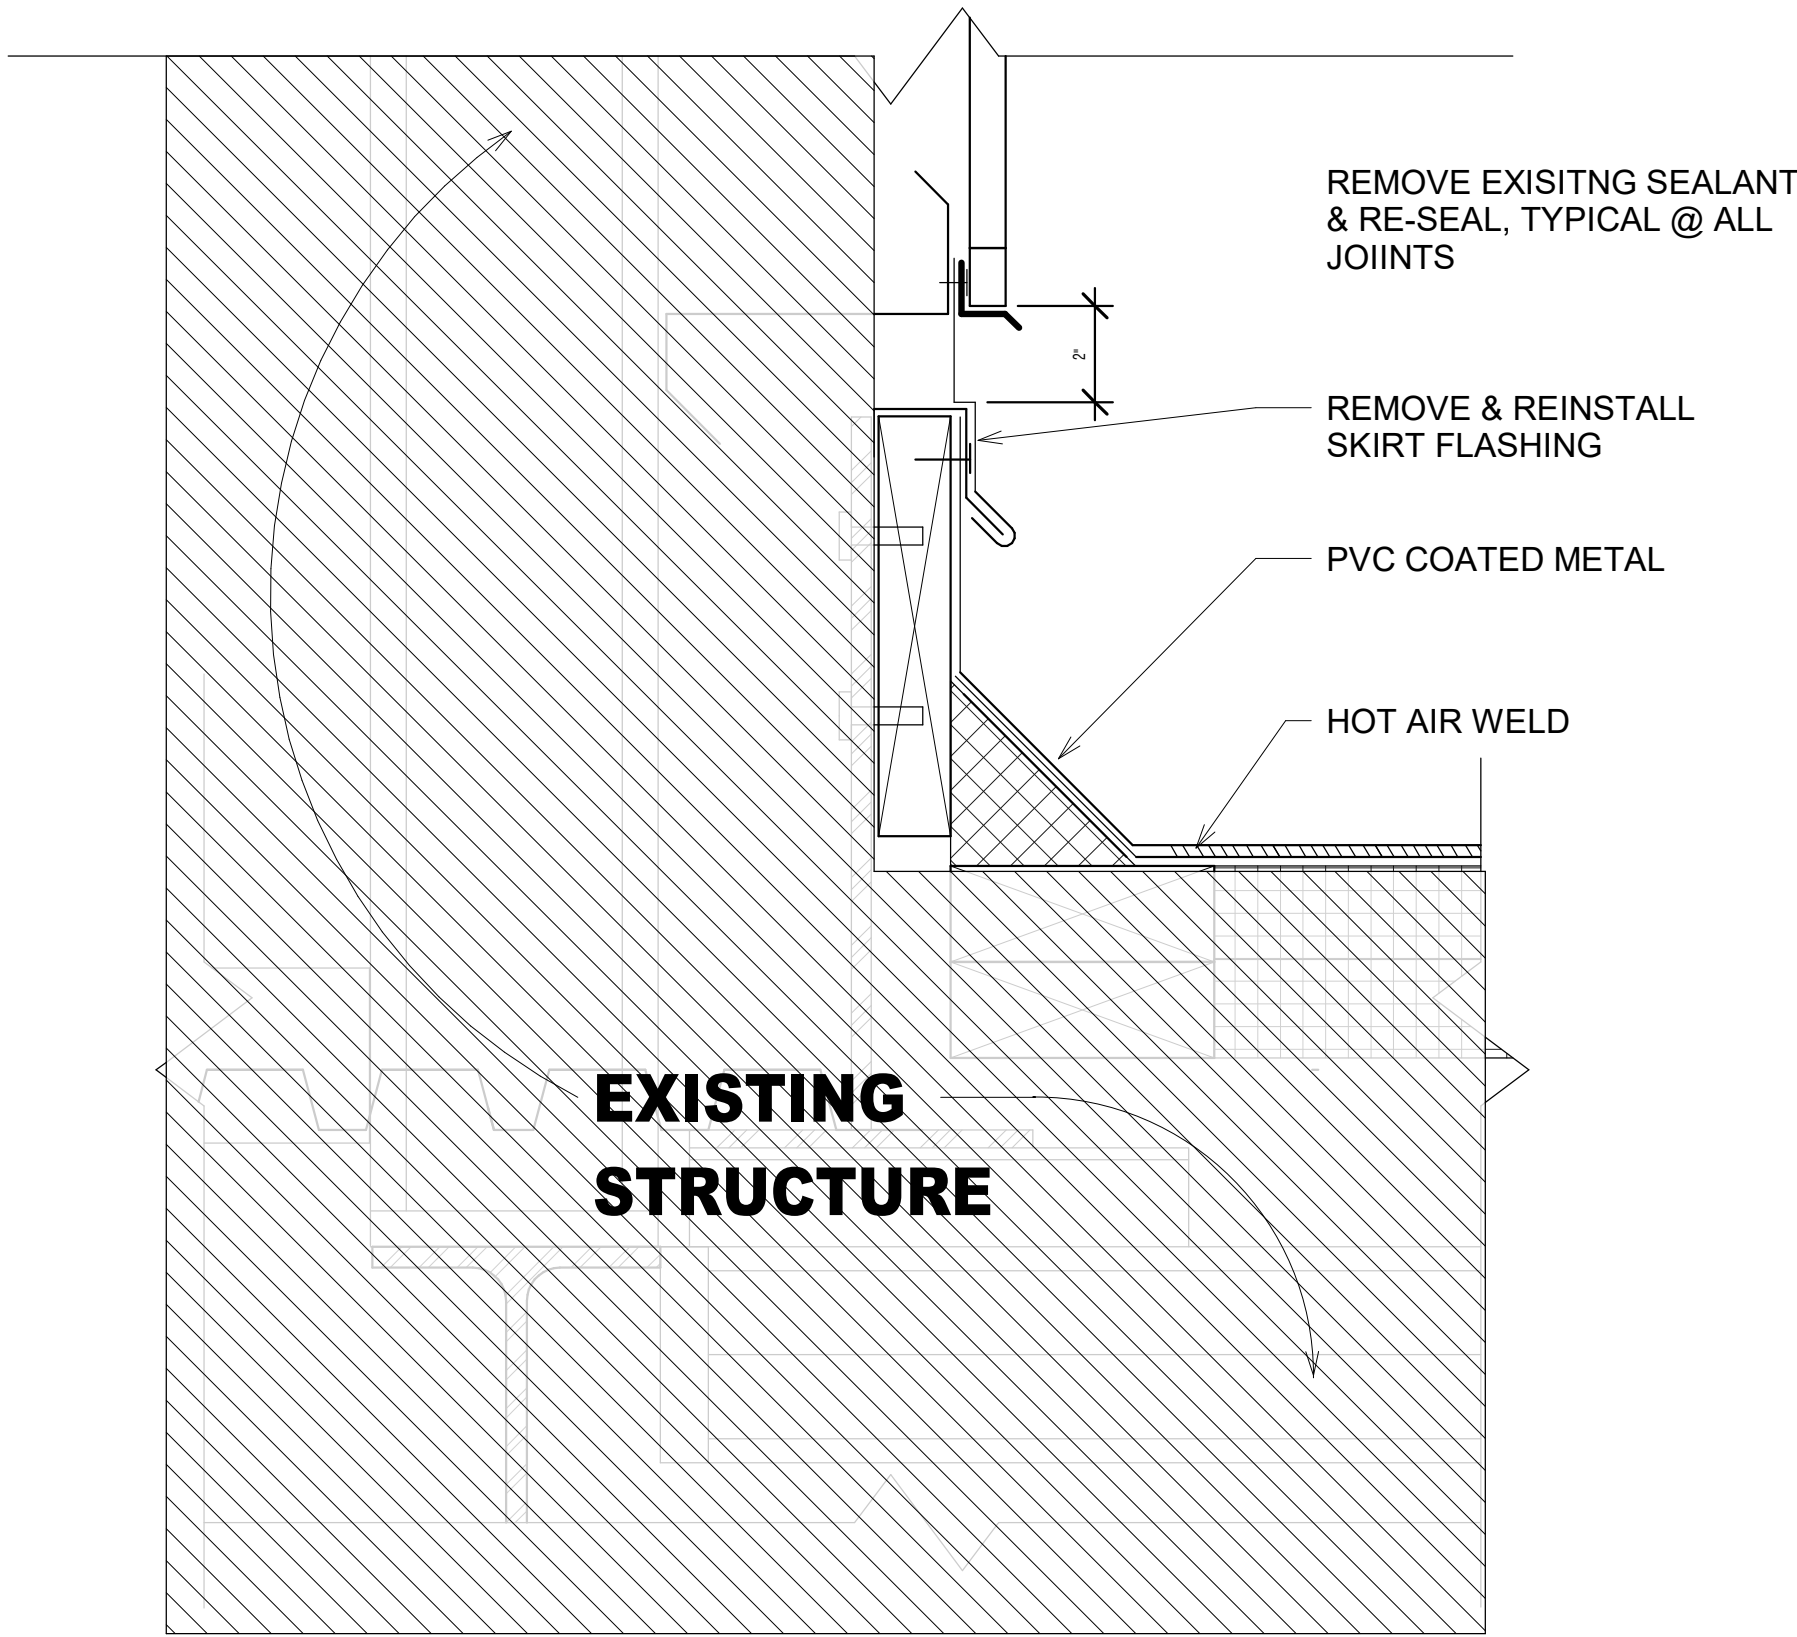 REMOVE EXISITNG SEALANT
& RE-SEAL, TYPICAL @ ALL
JOIINTS
2"
REMOVE & REINSTALL
SKIRT FLASHING
PVC COATED METAL
HOT AIR WELD
EXISTING
STRUCTURE